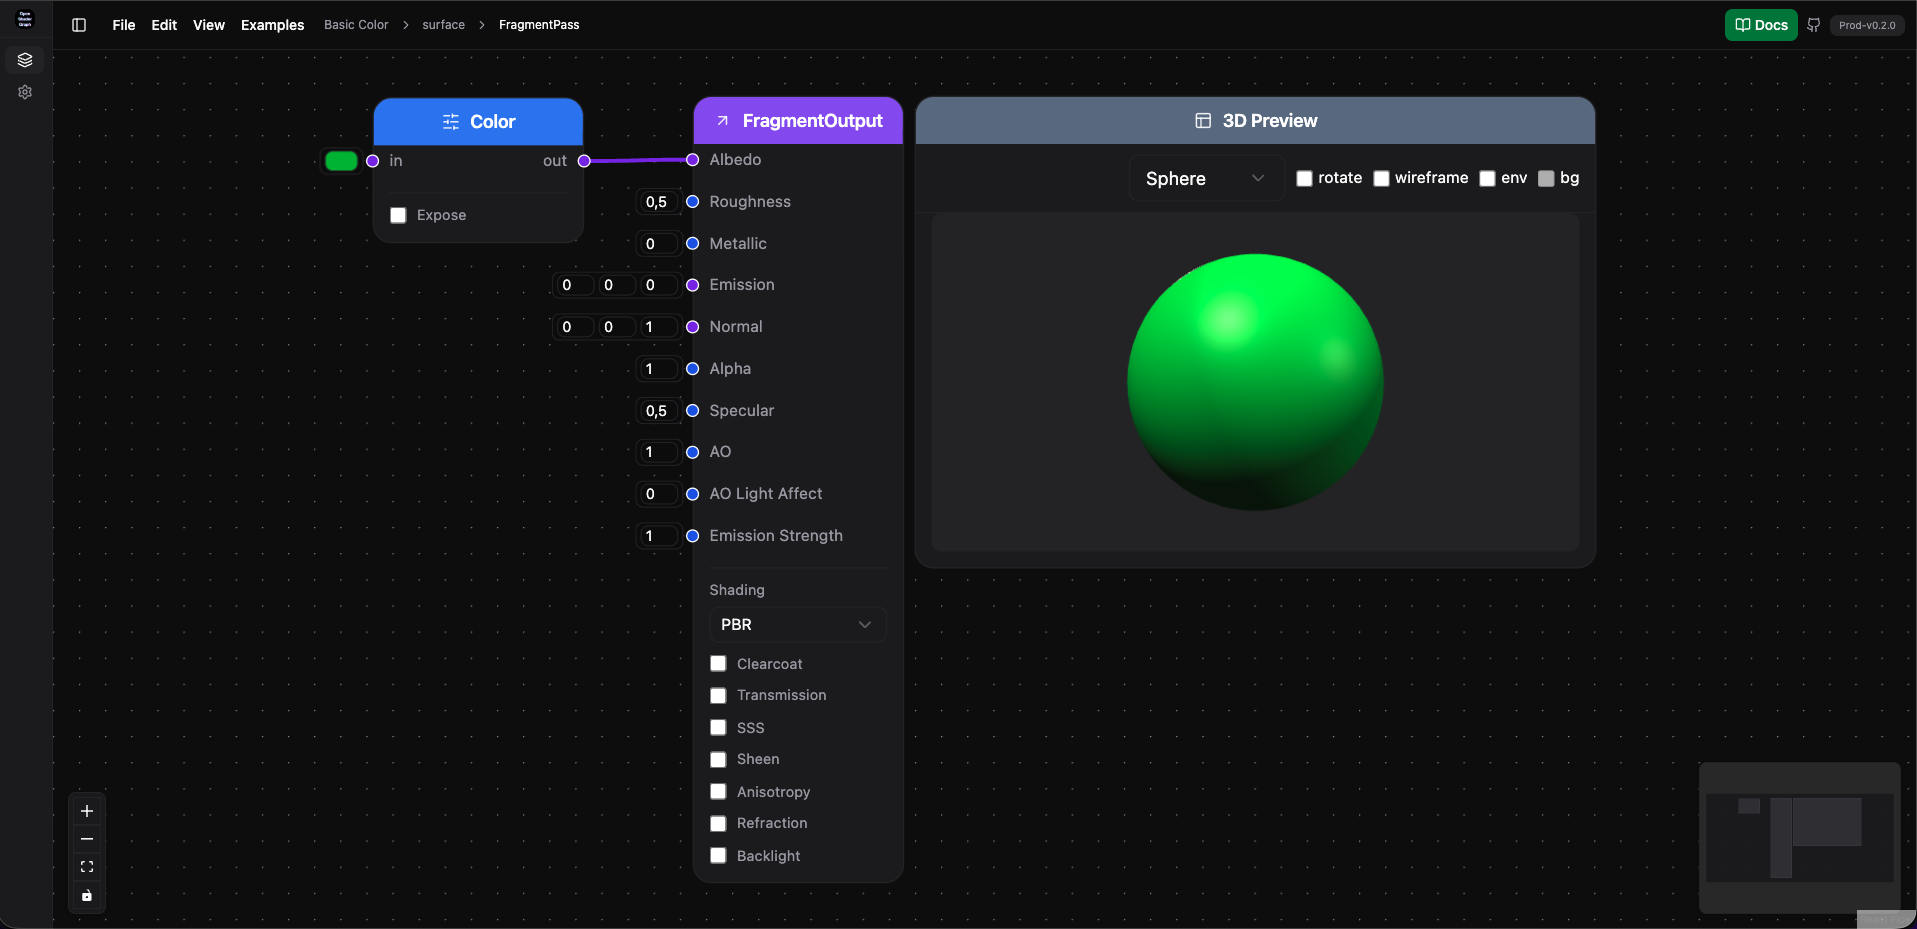 Open
Shader
Graph
File Edit View Examples Basic Color > surface > FragmentPass
Docs
Prod-v0.2.0
Color
in out
Expose
FragmentOutput
Albedo
0,5 Roughness
0 Metallic
0 0 0 Emission
0 0 1 Normal
1 Alpha
0,5 Specular
1 AO
0 AO Light Affect
1 Emission Strength
Shading
PBR
Clearcoat
Transmission
SSS
Sheen
Anisotropy
Refraction
Backlight
3D Preview
Sphere rotate wireframe env bg